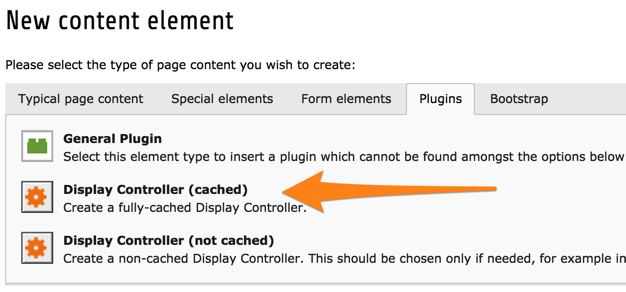 New content element
Please select the type of page content you wish to create:
Typical page content Special elements Form elements Plugins Bootstrap
General Plugin
Select this element type to insert a plugin which cannot be found amongst the options below
Display Controller (cached)
Create a fully-cached Display Controller.
Display Controller (not cached)
Create a non-cached Display Controller. This should be chosen only if needed, for example in